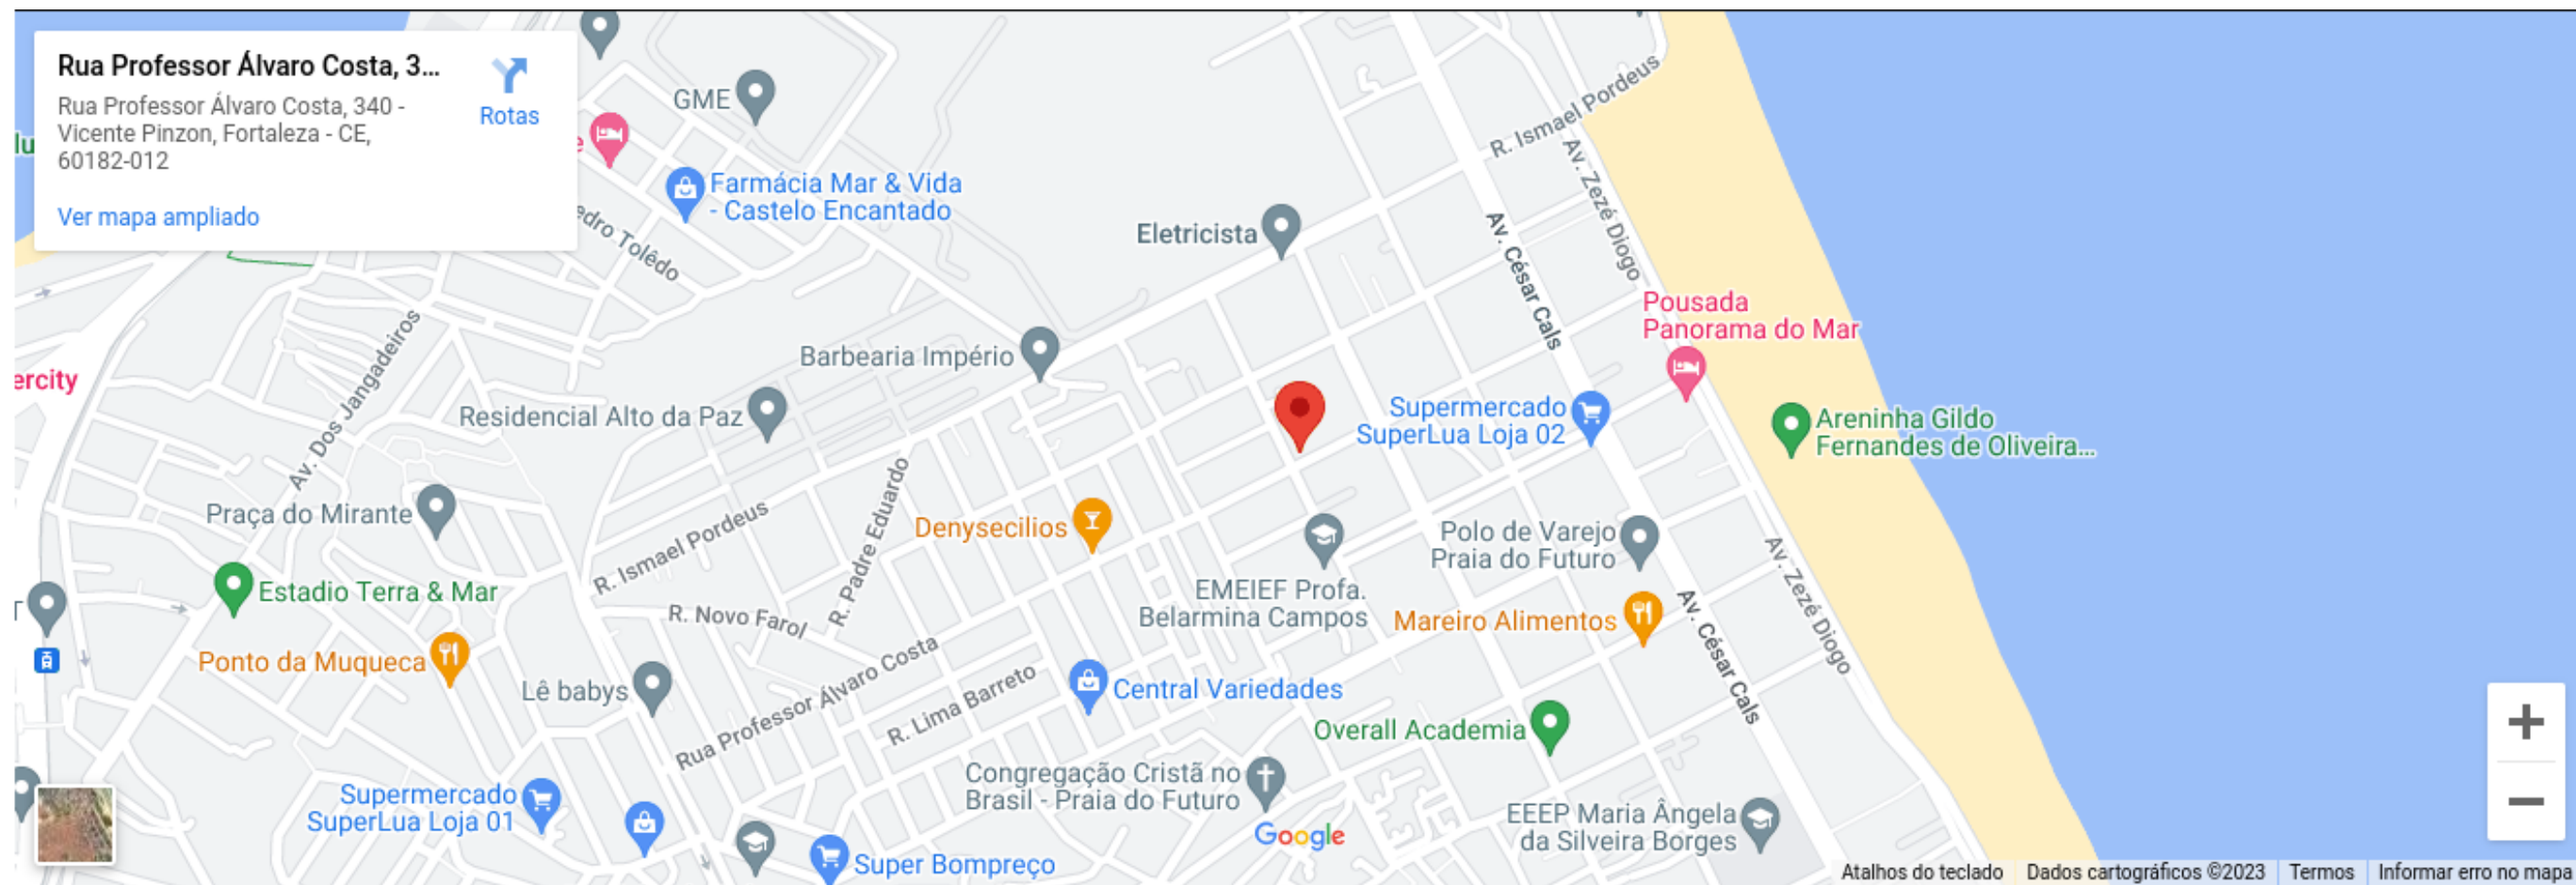 Rua Professor Álvaro Costa, 3...
Rua Professor Álvaro Costa, 340 -
Vicente Pinzon, Fortaleza - CE,
60182-012
Rotas
Ver mapa ampliado
GME
Farmácia Mar & Vida
- Castelo Encantado
edro Tolêdo
Eletricista
R. Ismael Pordeus
Av. Zezé Diogo
Av. César Cals
Pousada
Panorama do Mar
Barbearia Império
Av. Dos Jangadeiros
ercity
Residencial Alto da Paz
Supermercado
SuperLua Loja 02
Areninha Gildo
Fernandes de Oliveira...
Praça do Mirante
R. Ismael Pordeus
R. Padre Eduardo
Denysecilios
Polo de Varejo
Praia do Futuro
Estadio Terra & Mar
R. Novo Farol
EMEIEF Profa.
Belarmina Campos
Mareiro Alimentos
Av. César Cals
Av. Zezé Diogo
Ponto da Muqueca
Lê babys
Rua Professor Álvaro Costa
R. Lima Barreto
Central Variedades
Overall Academia
Congregação Cristã no
Brasil - Praia do Futuro
Supermercado
SuperLua Loja 01
EEEP Maria Ângela
da Silveira Borges
Google
Super Bompreço
Atalhos do teclado
Dados cartográficos ©2023
Termos
Informar erro no mapa